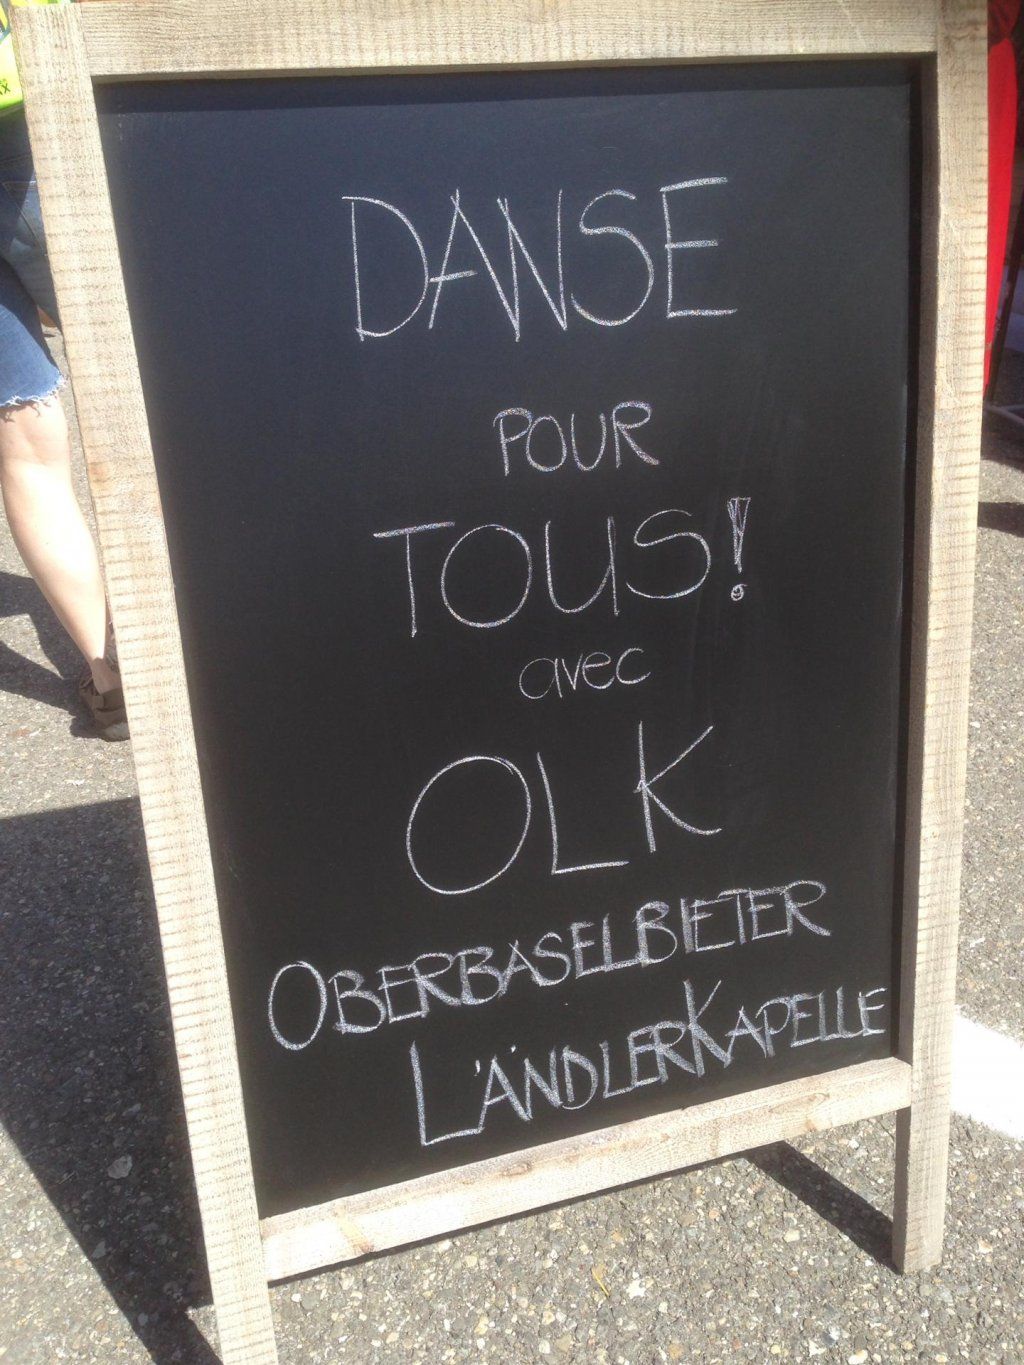 DANSE
POUR
TOUS!
avec
OLK
OBERBASELBIETER
LÄNDLERKAPELLE